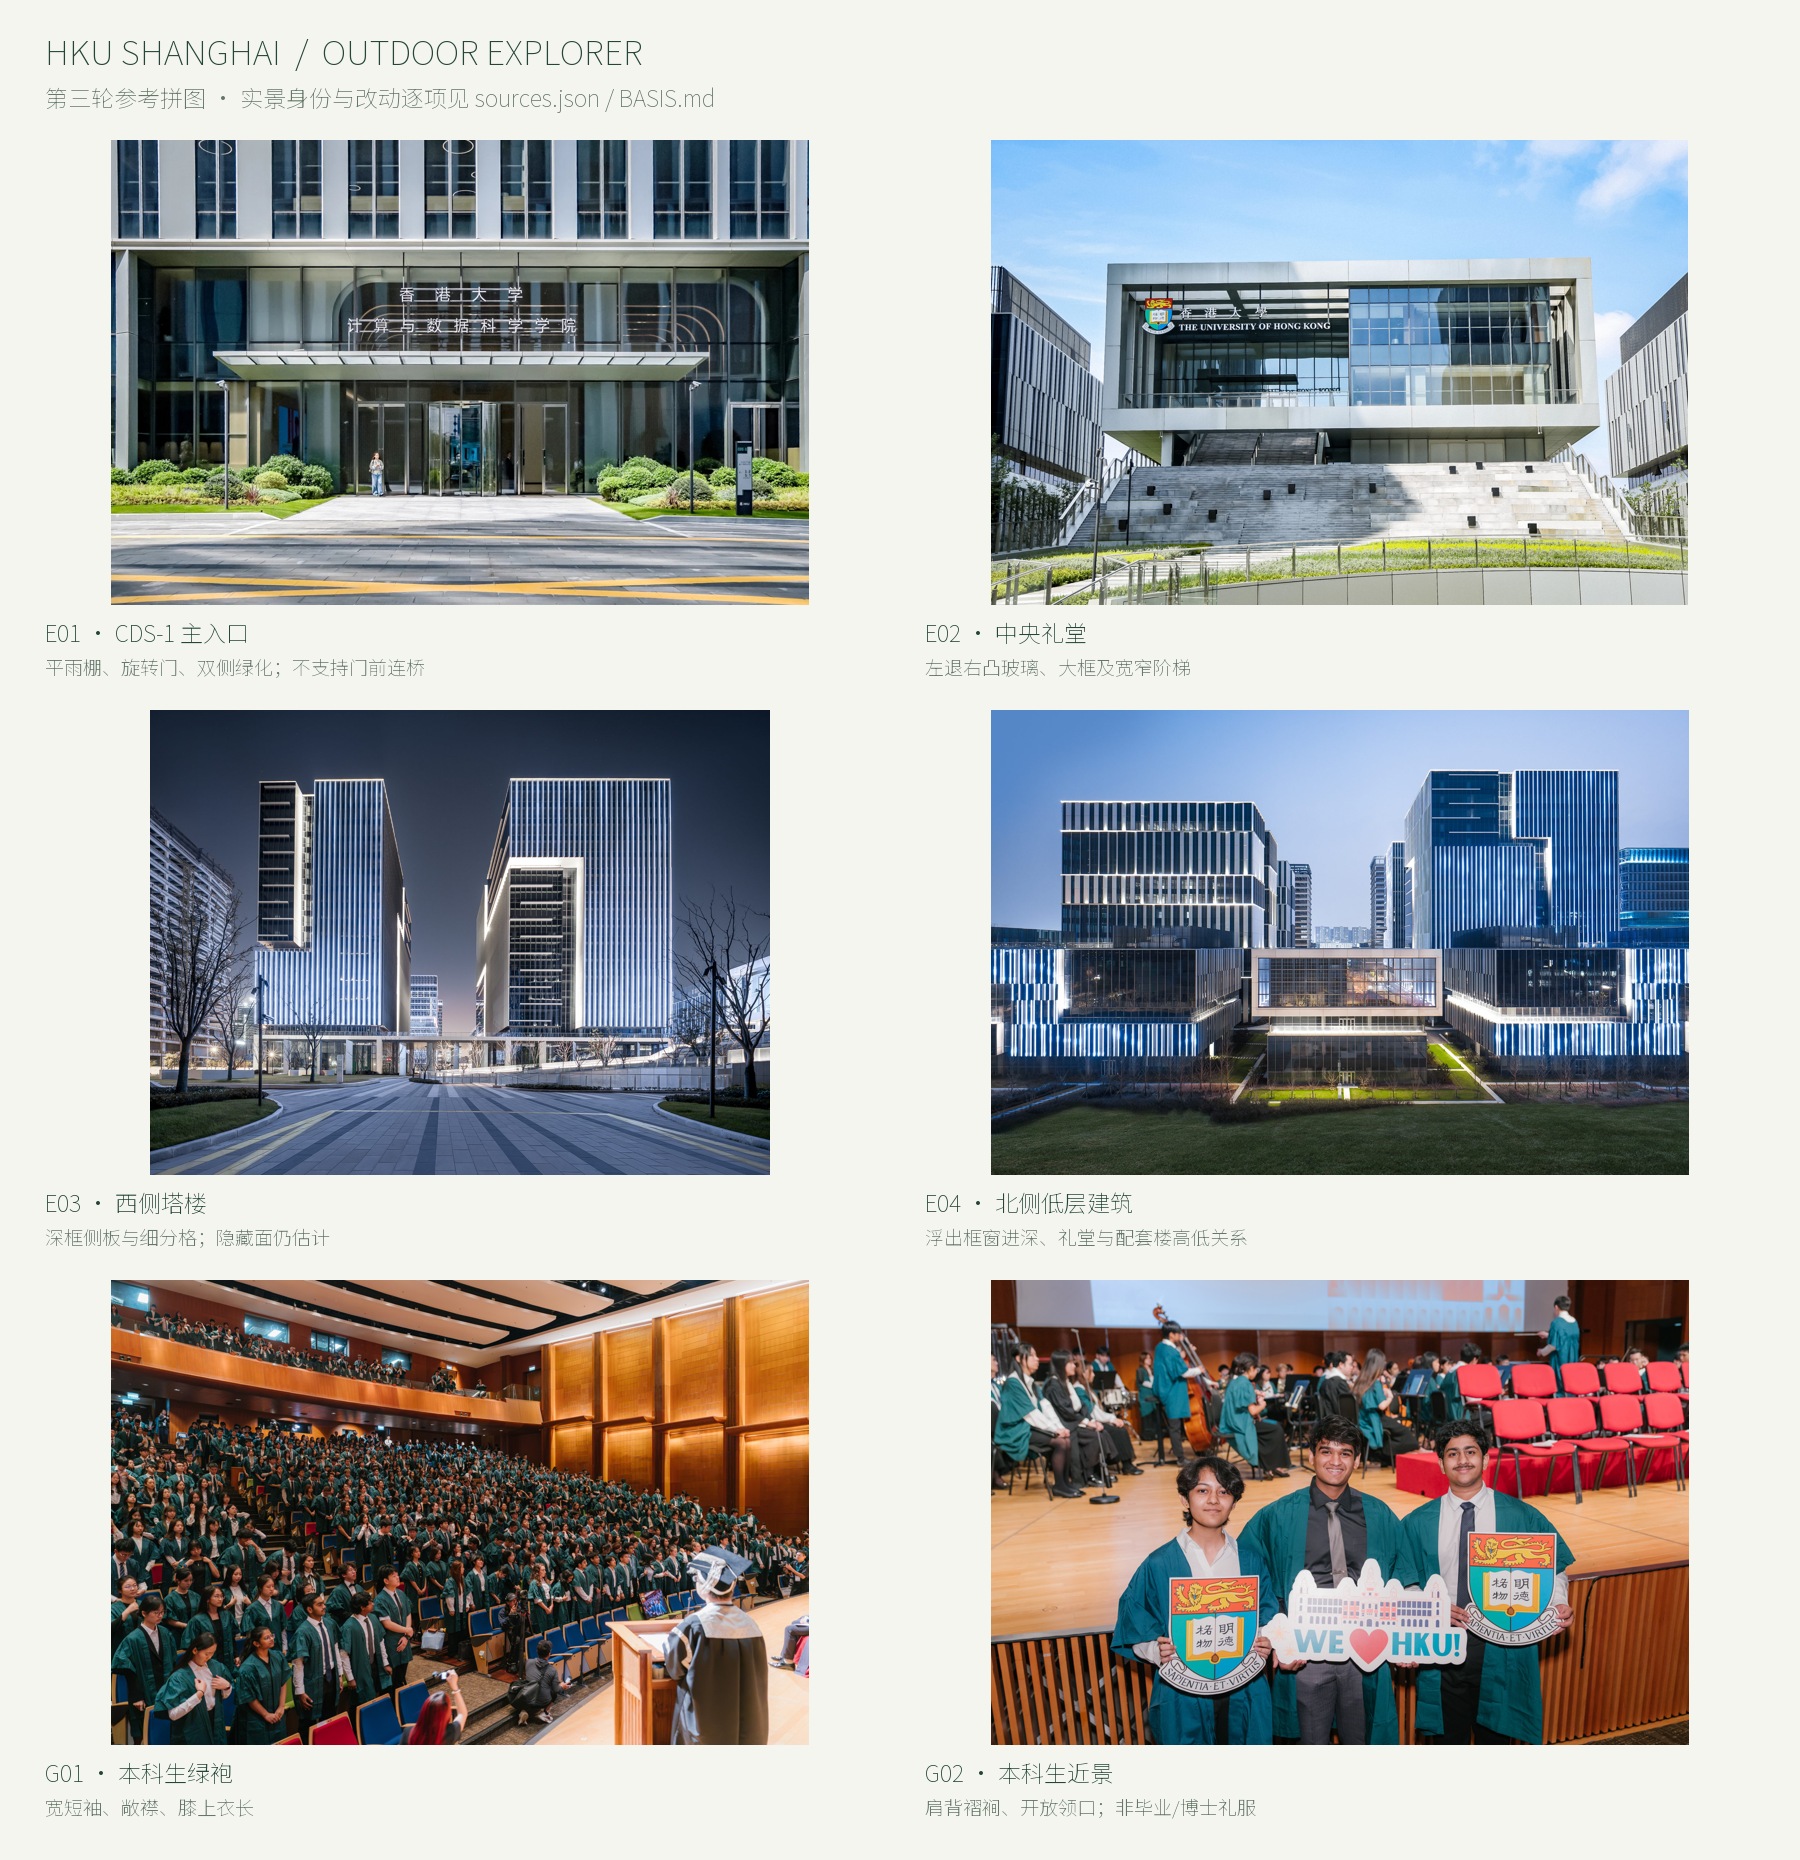 HKU SHANGHAI / OUTDOOR EXPLORER
第三轮参考拼图 · 实景身份与改动逐项见 sources.json / BASIS.md
香港大学
计算与数据科学学院
香港大學
THE UNIVERSITY OF HONG KONG
E01 · CDS-1 主入口
平雨棚、旋转门、双侧绿化；不支持门前连桥
E02 · 中央礼堂
左退右凸玻璃、大框及宽窄阶梯
E03 · 西侧塔楼
深框侧板与细分格；隐藏面仍估计
E04 · 北侧低层建筑
浮出框窗进深、礼堂与配套楼高低关系
明德
格物
SAPIENTIA·ET·VIRTUS
WE HKU!
明德
格物
SAPIENTIA·ET·VIRTUS
G01 · 本科生绿袍
宽短袖、敞襟、膝上衣长
G02 · 本科生近景
肩背褶裥、开放领口；非毕业/博士礼服